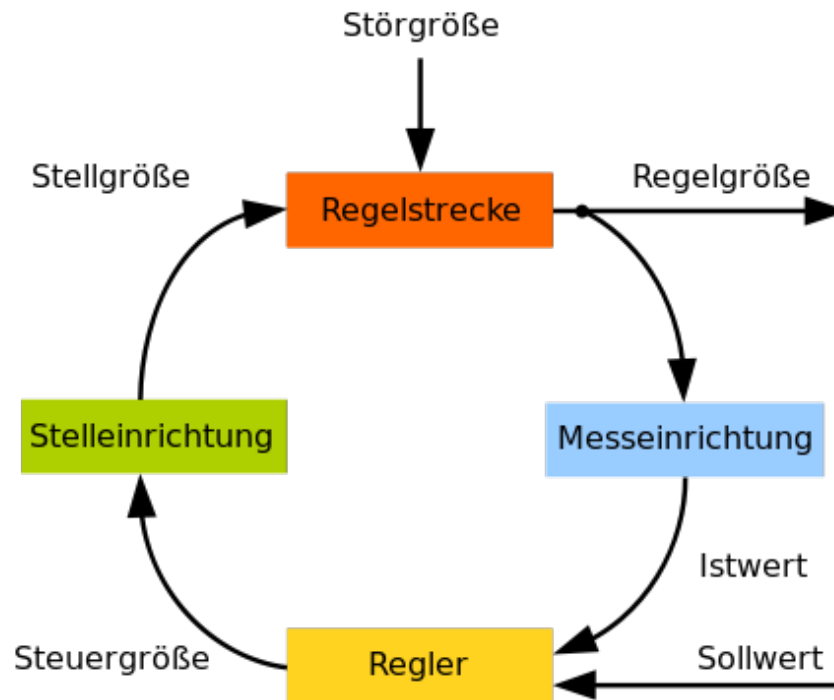 Störgröße
Stellgröße
Regelgröße
Regelstrecke
Stelleinrichtung
Messeinrichtung
Istwert
Steuergröße
Regler
Sollwert